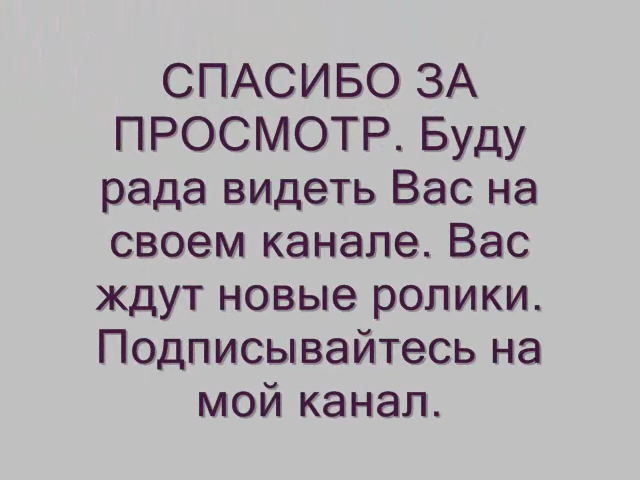 СПАСИБО ЗА
ПРОСМОТР. Буду
рада видеть Вас на
своем канале. Вас
ждут новые ролики.
Подписывайтесь на
мой канал.